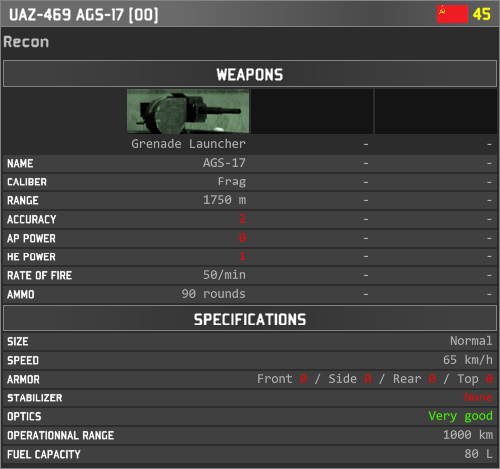 UAZ-469 AGS-17 [OO] 45
Recon
WEAPONS
Grenade Launcher - -
NAME AGS-17 - -
CALIBER Frag - -
RANGE 1750 m - -
ACCURACY 2 - -
AP POWER 0 - -
HE POWER 1 - -
RATE OF FIRE 50/min - -
AMMO 90 rounds - -
SPECIFICATIONS
SIZE Normal
SPEED 65 km/h
ARMOR Front 0 / Side 0 / Rear 0 / Top 0
STABILIZER None
OPTICS Very good
OPERATIONNAL RANGE 1000 km
FUEL CAPACITY 80 L